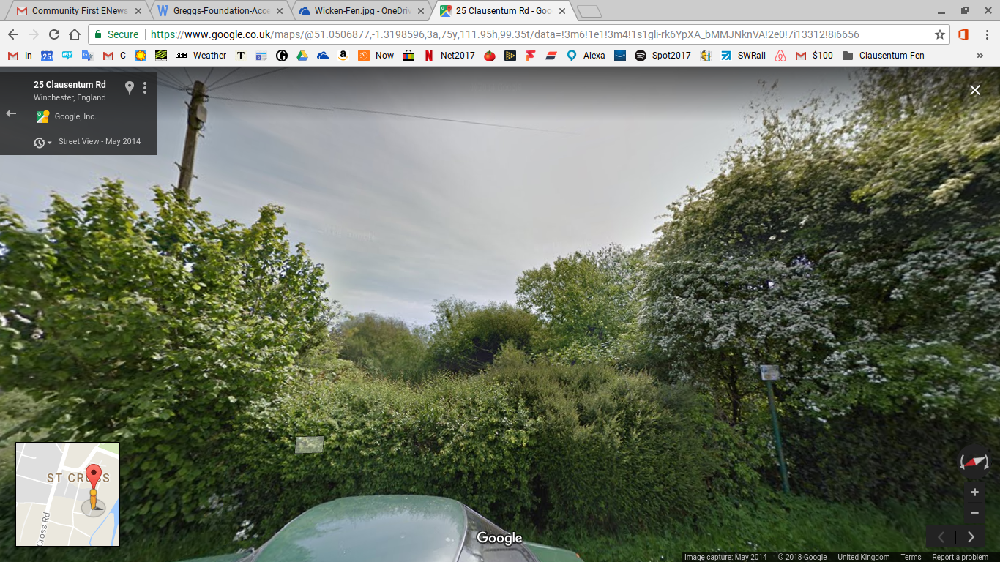 Community First ENews
Greggs-Foundation-Acce
Wicken-Fen.jpg - OneDriv
25 Clausentum Rd - Goo
Secure
https://www.google.co.uk/maps/@51.0506877,-1.3198596,3a,75y,111.95h,99.35t/data=!3m6!1e1!3m4!1s1gli-rk6YpXA_bMMJNknVA!2e0!7i13312!8i6656
In
25
my
C
BBC
Weather
T
a
Now
N
Net2017
F
Alexa
Spot2017
SWRail
$100
Clausentum Fen
»
25 Clausentum Rd
Winchester, England
Google, Inc.
Street View - May 2014
ST CROSS
Cross Rd
Google
Image capture: May 2014 © 2018 Google United Kingdom Terms Report a problem